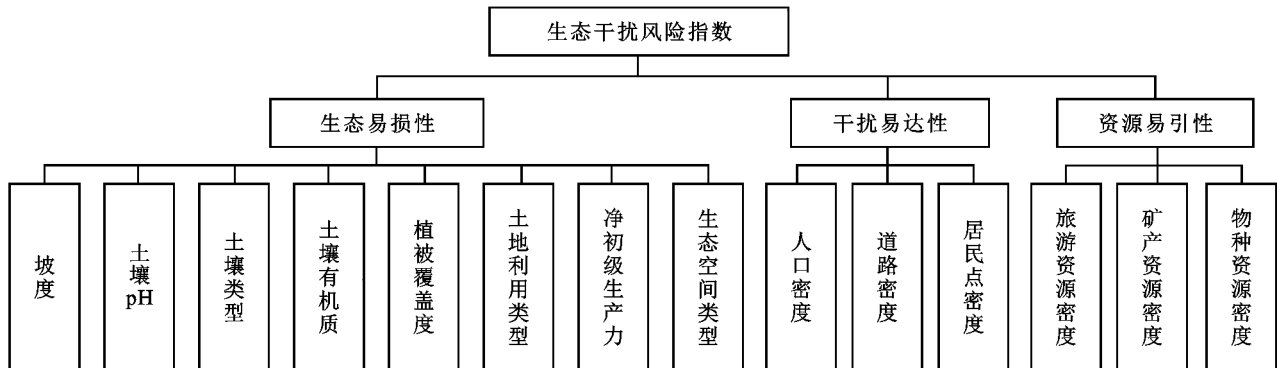 生态干扰风险指数
生态易损性
干扰易达性
资源易引性
坡度
土壤pH
土壤类型
土壤有机质
植被覆盖度
土地利用类型
净初级生产力
生态空间类型
人口密度
道路密度
居民点密度
旅游资源密度
矿产资源密度
物种资源密度